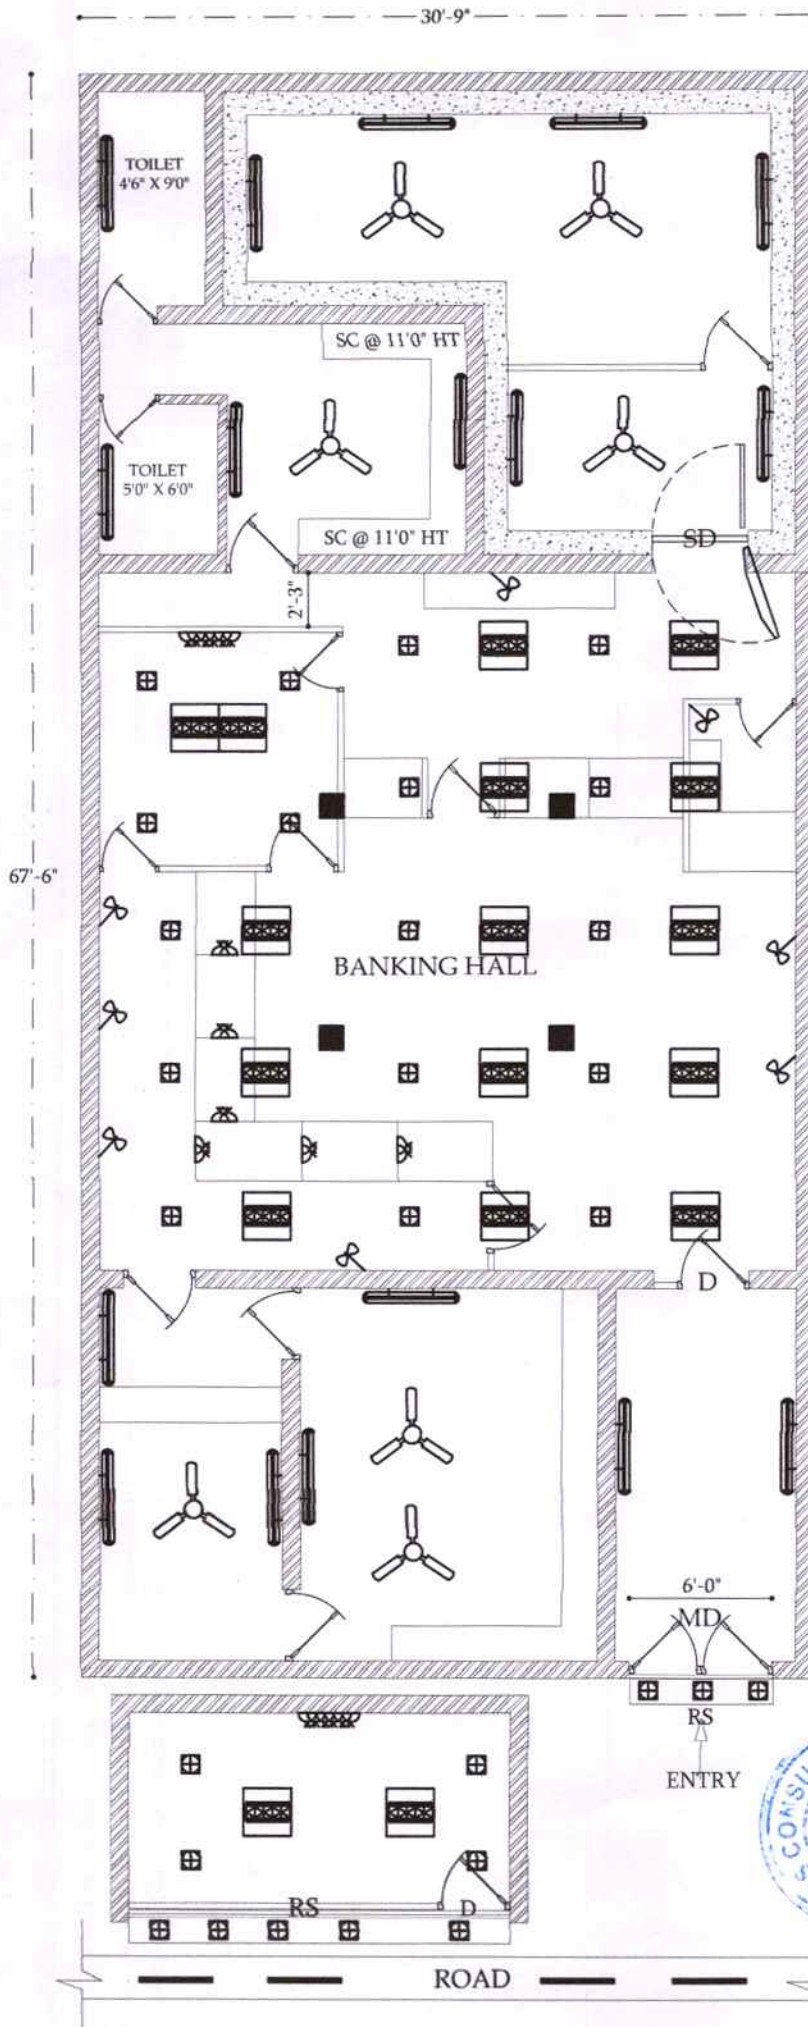 30'-9"
TOILET
4'6" X 9'0"
SC @ 11'0" HT
TOILET
5'0" X 6'0"
SC @ 11'0" HT
SD
2'-3"
67'-6"
BANKING HALL
D
6'-0"
MD
RS
ENTRY
RS
D
ROAD